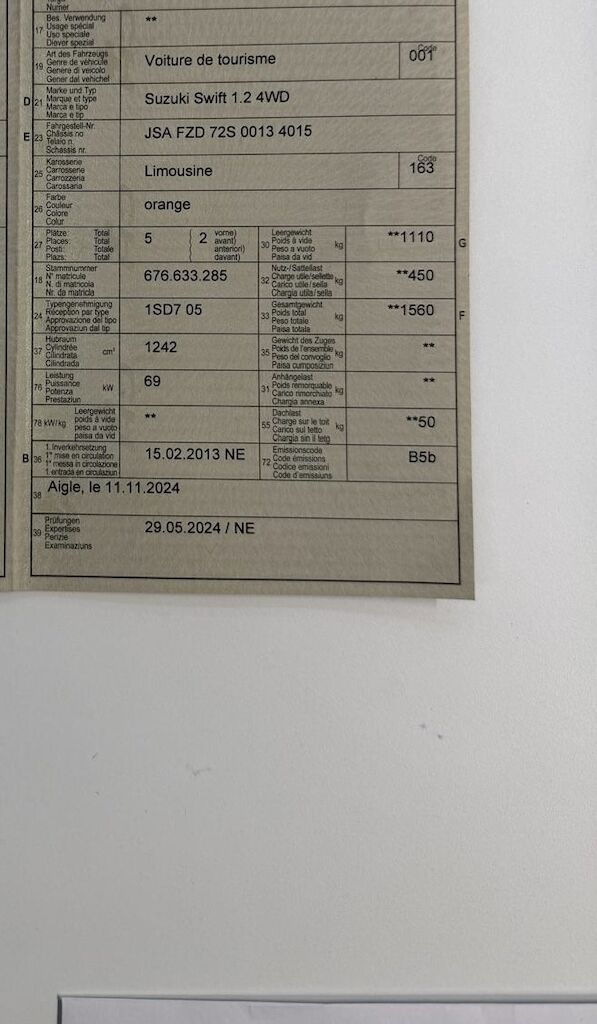 Numér
17 Bes. Verwendung **
Usage spécial
Uso speciale
Diever spezial
19 Art des Fahrzeugs Voiture de tourisme Code 001
Genre de véhicule
Genere di veicolo
Gener dal vehichel
D 21 Marke und Typ Suzuki Swift 1.2 4WD
Marque et type
Marca e tipo
Marca e tip
E 23 Fahrgestell-Nr. JSA FZD 72S 0013 4015
Châssis no
Telaio n.
Schassis nr.
25 Karosserie Limousine Code 163
Carrosserie
Carrozzeria
Carossaria
26 Farbe orange
Couleur
Colore
Colur
27 Plätze: Total 5 2 vorne)
Places: Total avant)
Posti: Totale anteriori)
Plazs: Total davant)
30 Leergewicht kg **1110 G
Poids à vide
Peso a vuoto
Paisa da vid
18 Stammnummer 676.633.285
N° matricule
N. di matricola
Nr. da matricla
32 Nutz-/Sattellast kg **450
Charge utile/sellette
Carico utile/sella
Chargia utila/sella
24 Typengenehmigung 1SD7 05
Réception par type
Approvazione del tipo
Approvaziun dal tip
33 Gesamtgewicht kg **1560 F
Poids total
Peso totale
Paisa totala
37 Hubraum cm³ 1242
Cylindrée
Cilindrata
Cilindrada
35 Gewicht des Zuges kg **
Poids de l'ensemble
Peso del convoglio
Paisa cumposiziun
76 Leistung kW 69
Puissance
Potenza
Prestaziun
31 Anhängelast kg **
Poids remorquable
Carico rimorchiato
Chargia annexa
78 kW/kg Leergewicht **
poids à vide
peso a vuoto
paisa da vid
55 Dachlast kg **50
Charge sur le toit
Carico sul tetto
Chargia sin il tetg
B 36 1. Inverkehrsetzung 15.02.2013 NE
1re mise en circulation
1a messa in circolazione
1. entrada en circulaziun
72 Emissionscode B5b
Code émissions
Codice emissioni
Code d'emissiuns
38 Aigle, le 11.11.2024
39 Prüfungen 29.05.2024 / NE
Expertises
Perizie
Examinaziuns